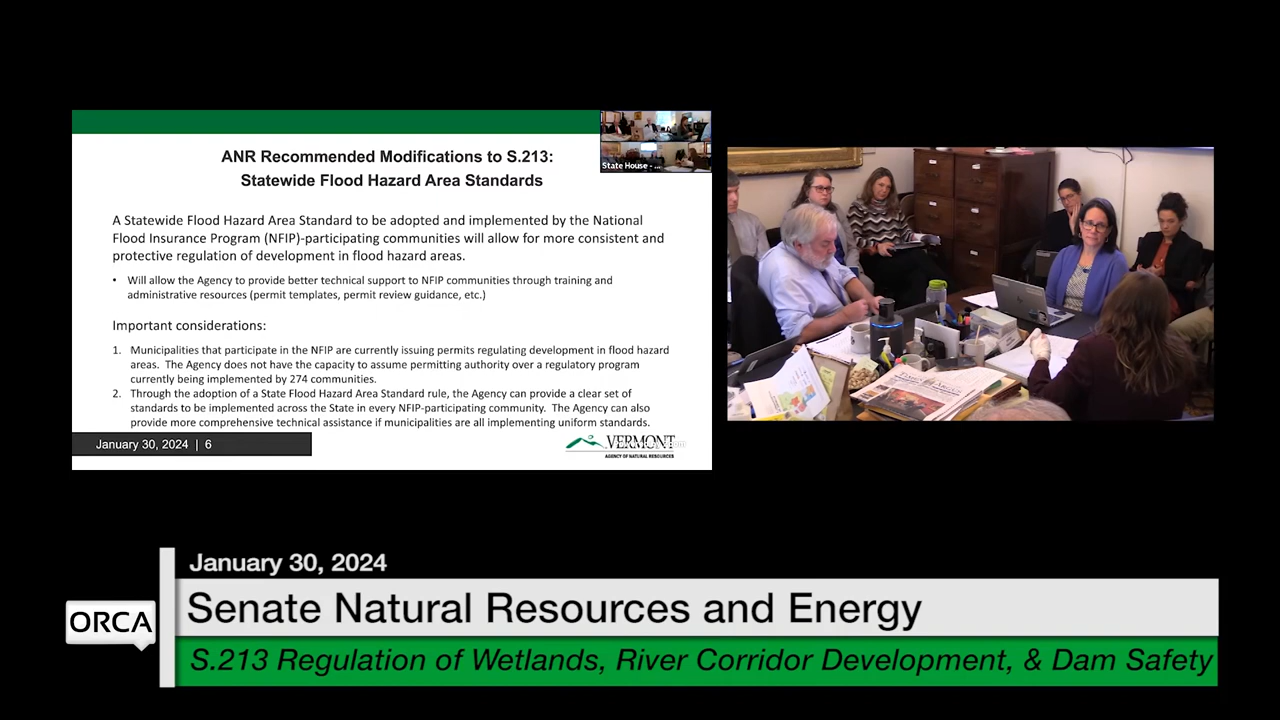 ANR Recommended Modifications to S.213:
Statewide Flood Hazard Area Standards
State House - ...
A Statewide Flood Hazard Area Standard to be adopted and implemented by the National
Flood Insurance Program (NFIP)-participating communities will allow for more consistent and
protective regulation of development in flood hazard areas.
• Will allow the Agency to provide better technical support to NFIP communities through training and
administrative resources (permit templates, permit review guidance, etc.)
Important considerations:
1. Municipalities that participate in the NFIP are currently issuing permits regulating development in flood hazard
areas. The Agency does not have the capacity to assume permitting authority over a regulatory program
currently being implemented by 274 communities.
2. Through the adoption of a State Flood Hazard Area Standard rule, the Agency can provide a clear set of
standards to be implemented across the State in every NFIP-participating community. The Agency can also
provide more comprehensive technical assistance if municipalities are all implementing uniform standards.
January 30, 2024 | 6
VERMONT
AGENCY OF NATURAL RESOURCES
January 30, 2024
ORCA
Senate Natural Resources and Energy
S.213 Regulation of Wetlands, River Corridor Development, & Dam Safety